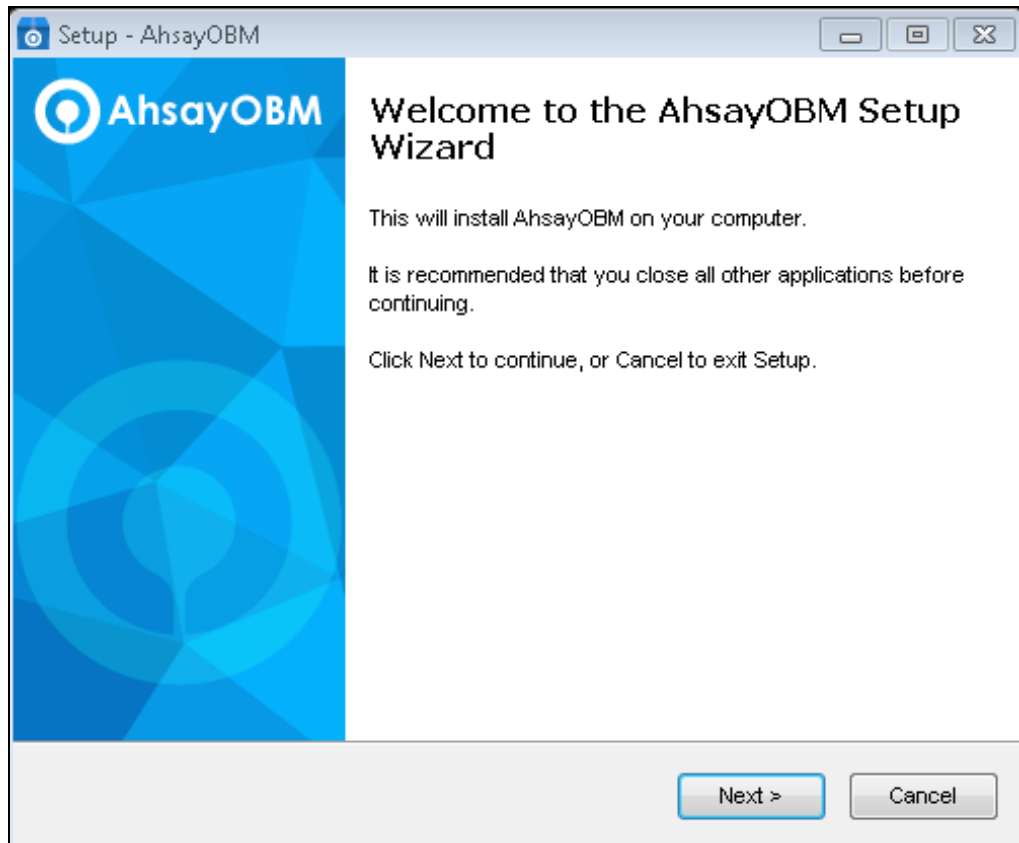 Setup - AhsayOBM
AhsayOBM
Welcome to the AhsayOBM Setup
Wizard
This will install AhsayOBM on your computer.
It is recommended that you close all other applications before
continuing.
Click Next to continue, or Cancel to exit Setup.
Next >
Cancel